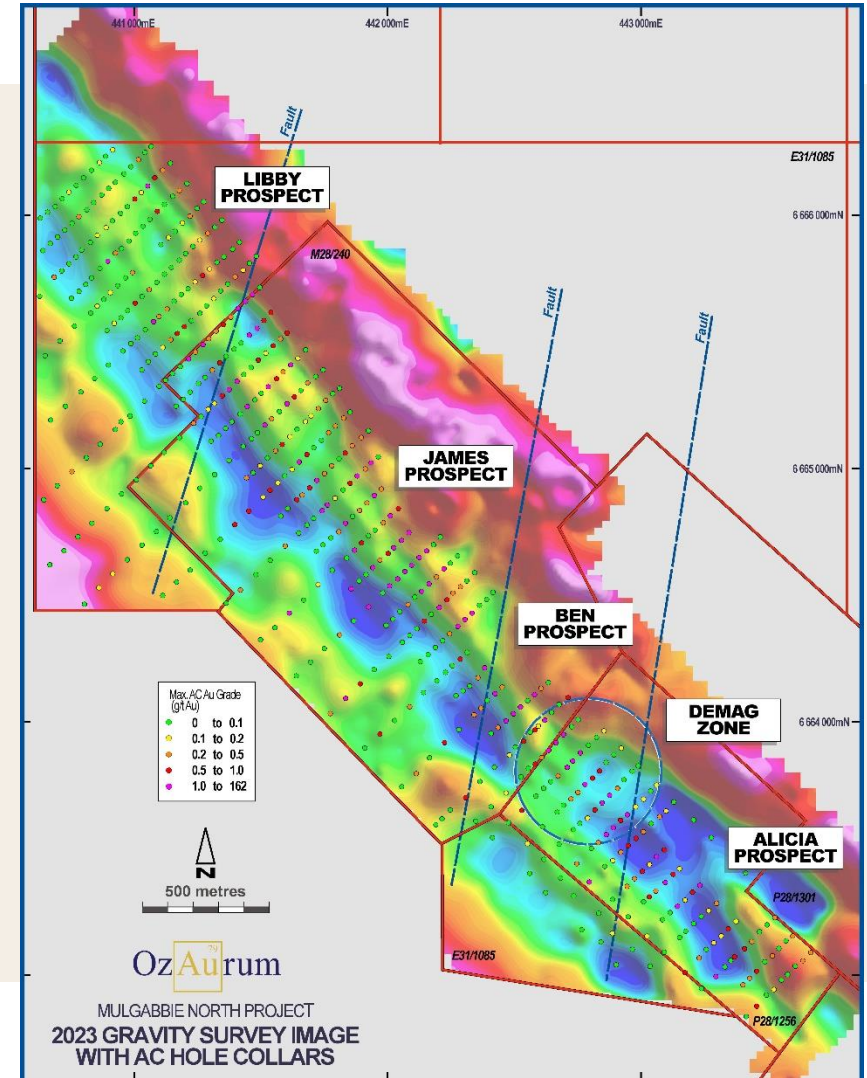 441 000mE
442 000mE
443 000mE
Fault
E31/1085
LIBBY
PROSPECT
6 666 000mN
M28/240
Fault
Fault
JAMES
PROSPECT
6 665 000mN
BEN
PROSPECT
Max. AC Au Grade
(g/t Au)
0 to 0.1
0.1 to 0.2
0.2 to 0.5
0.5 to 1.0
1.0 to 162
DEMAG
ZONE
6 664 000mN
ALICIA
PROSPECT
N
500 metres
P28/1301
E31/1085
79
OzAurum
P28/1256
MULGABBIE NORTH PROJECT
2023 GRAVITY SURVEY IMAGE
WITH AC HOLE COLLARS